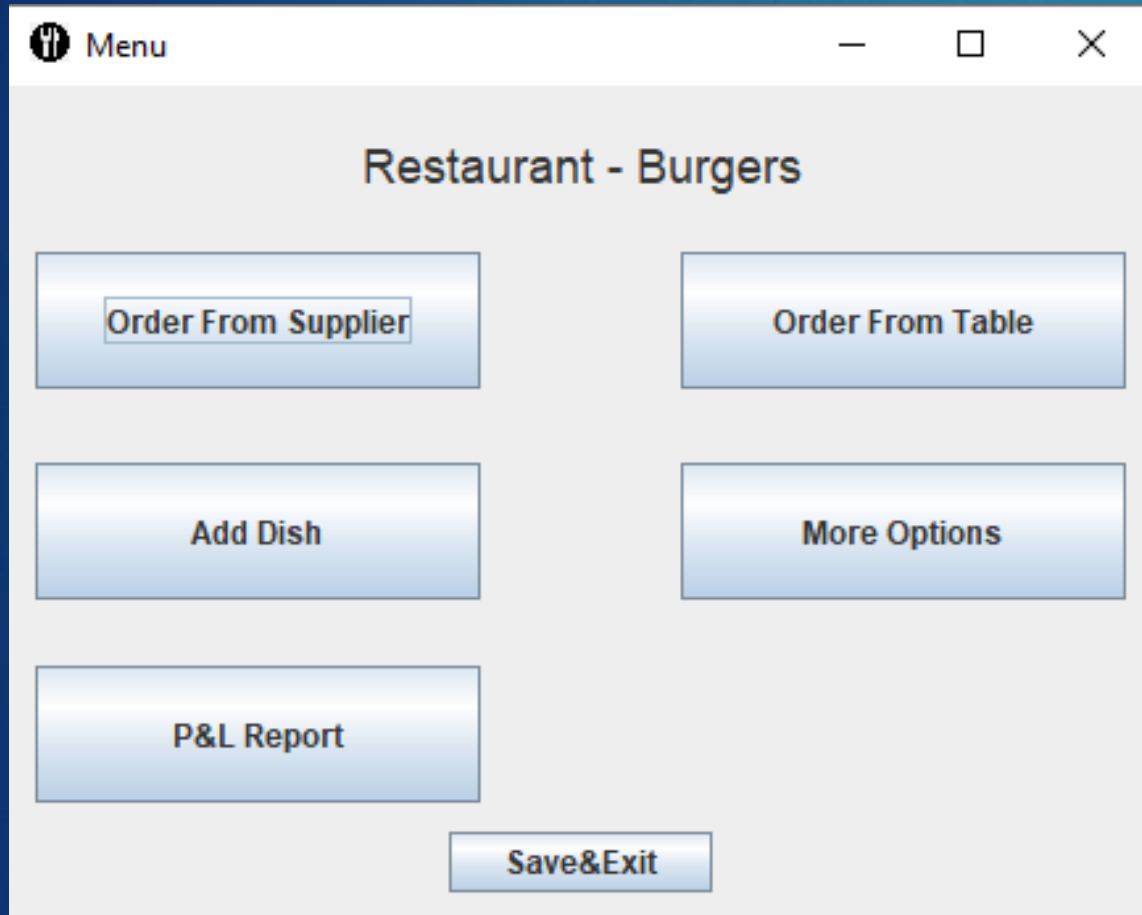 Menu
Restaurant - Burgers
Order From Supplier
Order From Table
Add Dish
More Options
P&L Report
Save&Exit